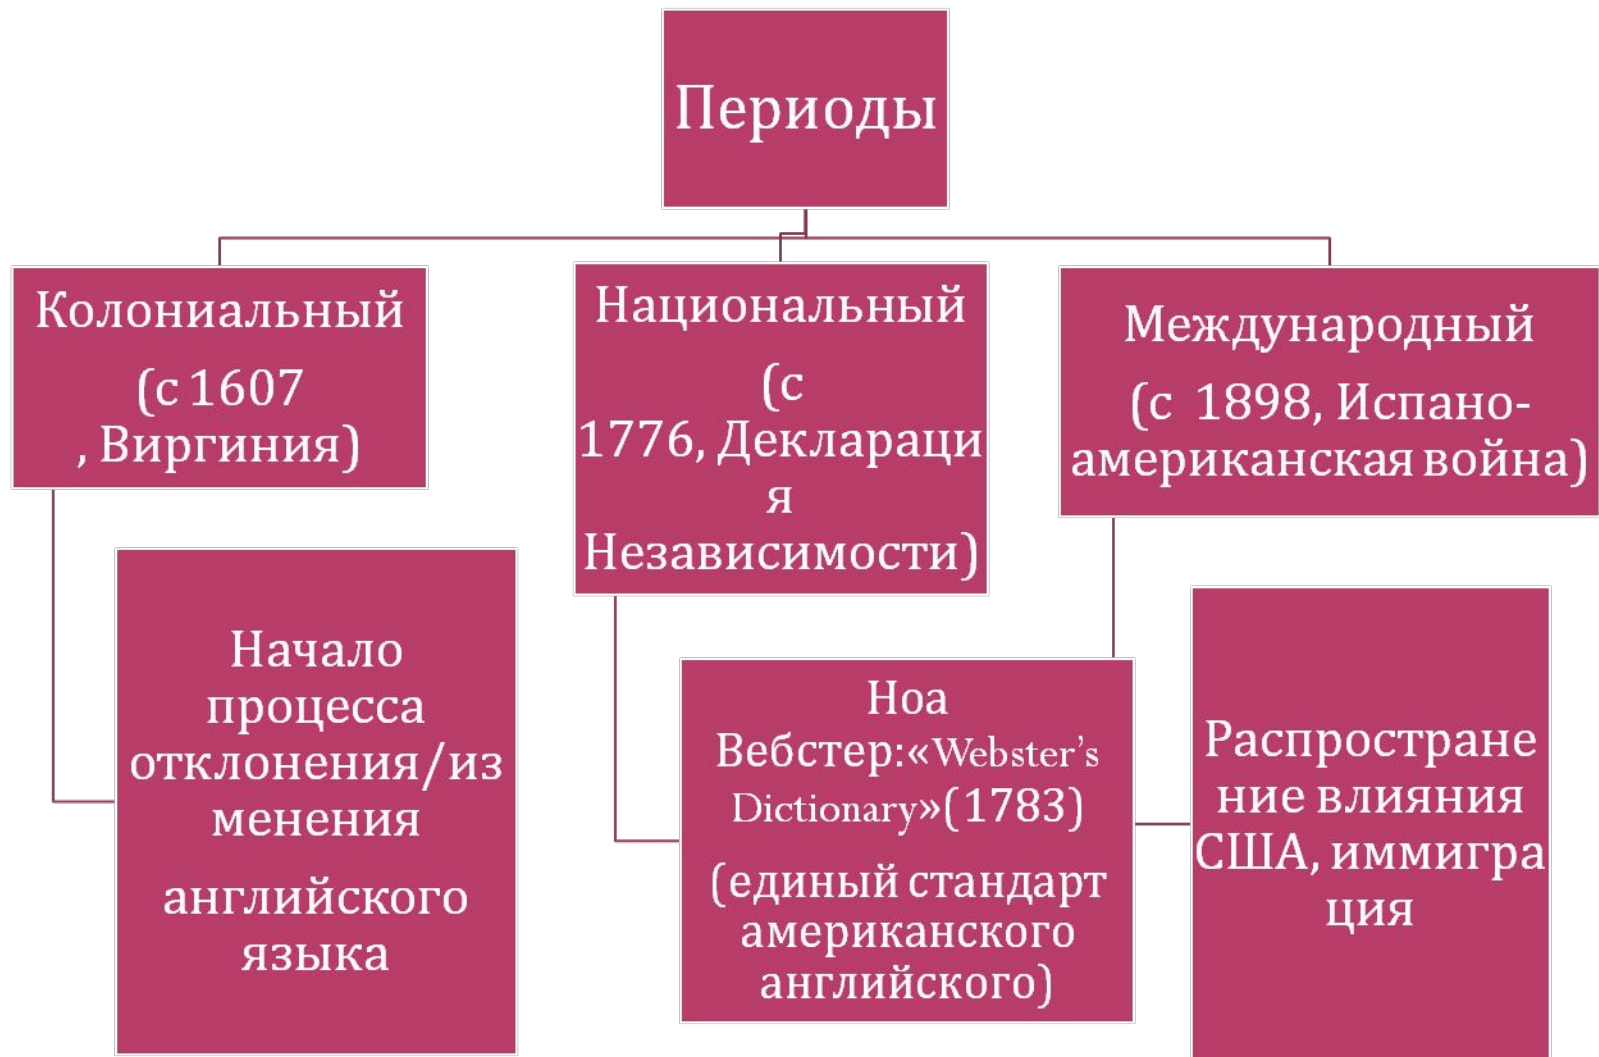 Периоды
Колониальный
(с 1607
, Виргиния)
Национальный
(с
1776, Деклараци
я
Независимости)
Международный
(с 1898, Испано-
американская война)
Начало
процесса
отклонения/из
менения
английского
языка
Ноа
Вебстер:«Webster’s
Dictionary»(1783)
(единый стандарт
американского
английского)
Распростране
ние влияния
США, иммигра
ция